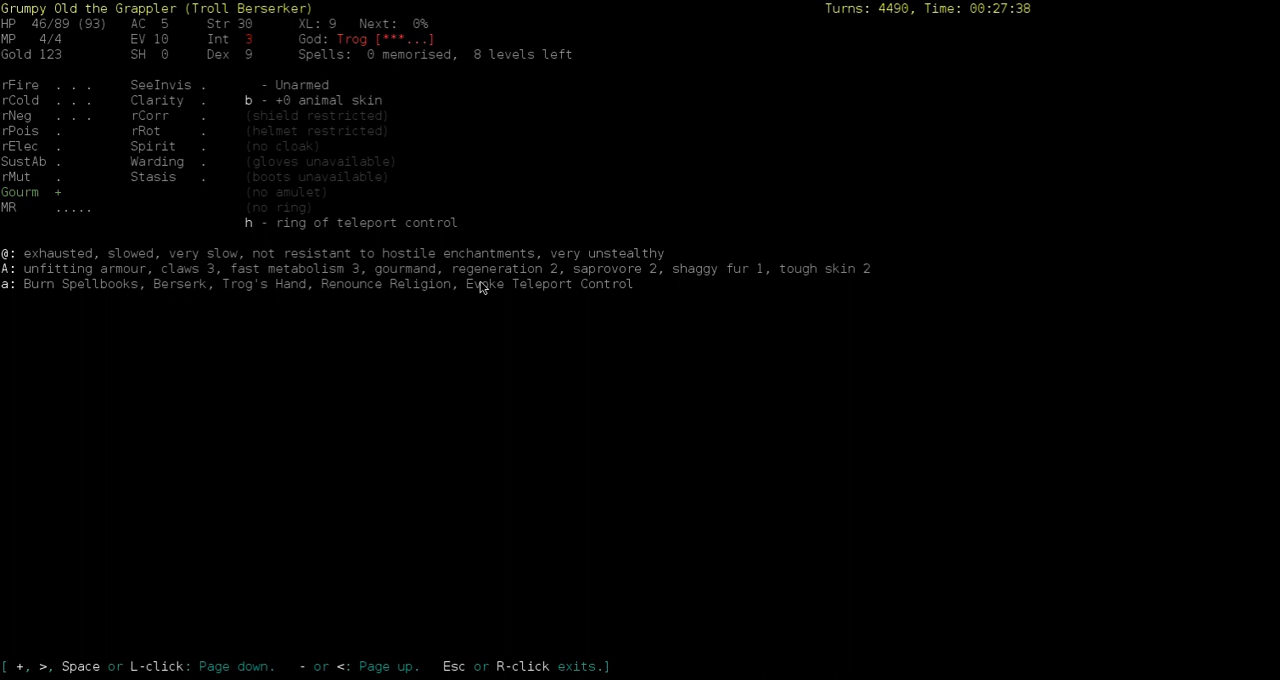 Grumpy Old the Grappler (Troll Berserker) Turns: 4490, Time: 00:27:38
HP 46/89 (93) AC 5 Str 30 XL: 9 Next: 0%
MP 4/4 EV 10 Int 3 God: Trog [***...]
Gold 123 SH 0 Dex 9 Spells: 0 memorised, 8 levels left
rFire . . . SeeInvis . - Unarmed
rCold . . . Clarity . b - +0 animal skin
rNeg . . . rCorr . (shield restricted)
rPois . rRot . (helmet restricted)
rElec . Spirit . (no cloak)
SustAb . Warding . (gloves unavailable)
rMut . Stasis . (boots unavailable)
Gourm + (no amulet)
MR ..... (no ring)
h - ring of teleport control
@: exhausted, slowed, very slow, not resistant to hostile enchantments, very unstealthy
A: unfitting armour, claws 3, fast metabolism 3, gourmand, regeneration 2, saprovore 2, shaggy fur 1, tough skin 2
a: Burn Spellbooks, Berserk, Trog's Hand, Renounce Religion, Evoke Teleport Control
[ +, >, Space or L-click: Page down. - or <: Page up. Esc or R-click exits.]